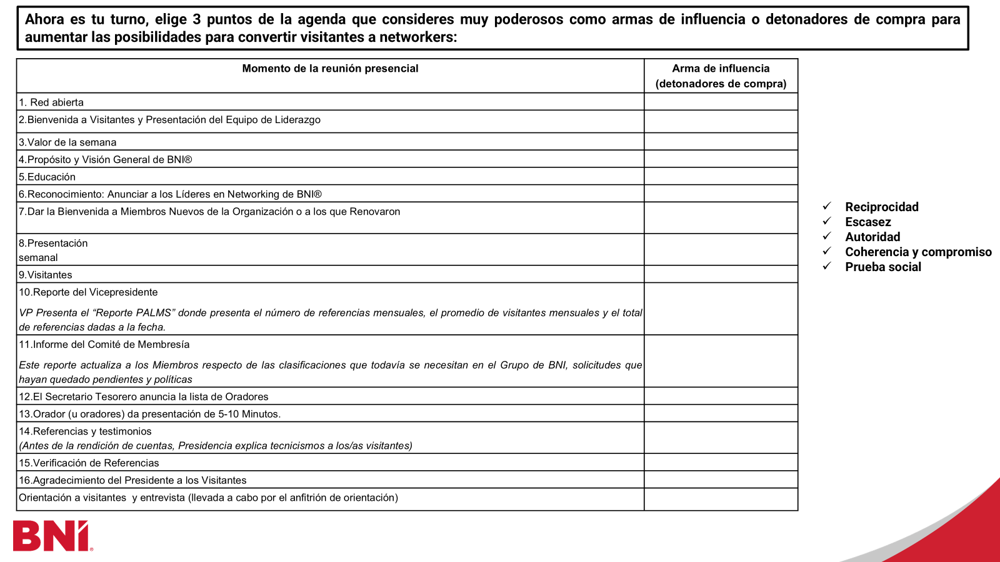 Ahora es tu turno, elige 3 puntos de la agenda que consideres muy poderosos como armas de influencia o detonadores de compra para
aumentar las posibilidades para convertir visitantes a networkers:
Momento de la reunión presencial
Arma de influencia
(detonadores de compra)
1. Red abierta
2.Bienvenida a Visitantes y Presentación del Equipo de Liderazgo
3.Valor de la semana
4.Propósito y Visión General de BNI®
5.Educación
6.Reconocimiento: Anunciar a los Líderes en Networking de BNI®
7.Dar la Bienvenida a Miembros Nuevos de la Organización o a los que Renovaron
8.Presentación
semanal
9.Visitantes
10.Reporte del Vicepresidente
VP Presenta el “Reporte PALMS” donde presenta el número de referencias mensuales, el promedio de visitantes mensuales y el total
de referencias dadas a la fecha.
11.Informe del Comité de Membresía
Este reporte actualiza a los Miembros respecto de las clasificaciones que todavía se necesitan en el Grupo de BNI, solicitudes que
hayan quedado pendientes y políticas
12.El Secretario Tesorero anuncia la lista de Oradores
13.Orador (u oradores) da presentación de 5-10 Minutos.
14.Referencias y testimonios
(Antes de la rendición de cuentas, Presidencia explica tecnicismos a los/as visitantes)
15.Verificación de Referencias
16.Agradecimiento del Presidente a los Visitantes
Orientación a visitantes  y entrevista (llevada a cabo por el anfitrión de orientación)
✓ Reciprocidad
✓ Escasez
✓ Autoridad
✓ Coherencia y compromiso
✓ Prueba social
BNI®